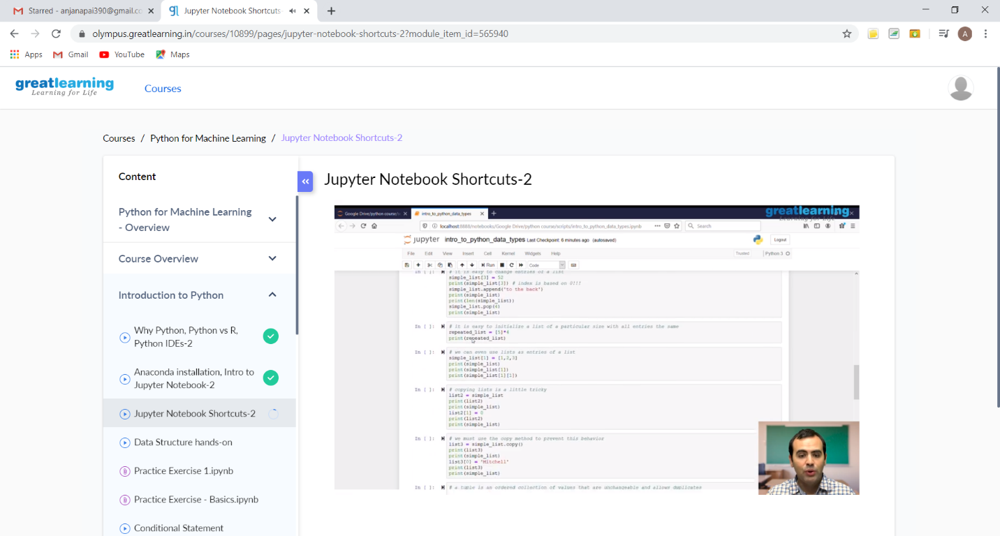 Starred - anjanapai390@gmail.co
Jupyter Notebook Shortcuts
olympus.greatlearning.in/courses/10899/pages/jupyter-notebook-shortcuts-2?module_item_id=565940
A
Apps
Gmail
YouTube
Maps
greatlearning
Learning for Life
Courses
Courses / Python for Machine Learning / Jupyter Notebook Shortcuts-2
Content
Python for Machine Learning
- Overview
Course Overview
Introduction to Python
Why Python, Python vs R,
Python IDEs-2
Anaconda installation, Intro to
Jupyter Notebook-2
Jupyter Notebook Shortcuts-2
Data Structure hands-on
Practice Exercise 1.ipynb
Practice Exercise - Basics.ipynb
Conditional Statement
Jupyter Notebook Shortcuts-2
Google Drive/python course/
intro_to_python_data_types
greatlearning
localhost:8888/notebooks/Google Drive/python course/scripts/intro_to_python_data_types.ipynb
Search
jupyter intro_to_python_data_types Last Checkpoint: 6 minutes ago (autosaved)
Logout
File Edit View Insert Cell Kernel Widgets Help
Trusted
Python 3
Run
Code
In [ ]: # it is easy to change entries of a list
simple_list[3] = 52
print(simple_list[3]) # index is based on 0!!!
simple_list.append("to the back")
print(simple_list)
print(len(simple_list))
simple_list.pop(4)
print(simple_list)
In [ ]: # it is easy to initialize a list of a particular size with all entries the same
repeated_list = [5]*4
print(repeated_list)
In [ ]: # we can even use lists as entries of a list
simple_list[1] = [1,2,3]
print(simple_list)
print(simple_list[1])
print(simple_list[1][1])
In [ ]: # copying lists is a little tricky
list2 = simple_list
print(list2)
print(simple_list)
list2[1] = 0
print(list2)
print(simple_list)
In [ ]: # we must use the copy method to prevent this behavior
list3 = simple_list.copy()
print(list3)
print(simple_list)
list3[0] = "Mitchell"
print(list3)
print(simple_list)
In [ ]: # a tuple is an ordered collection of values that are unchangeable and allows duplicates